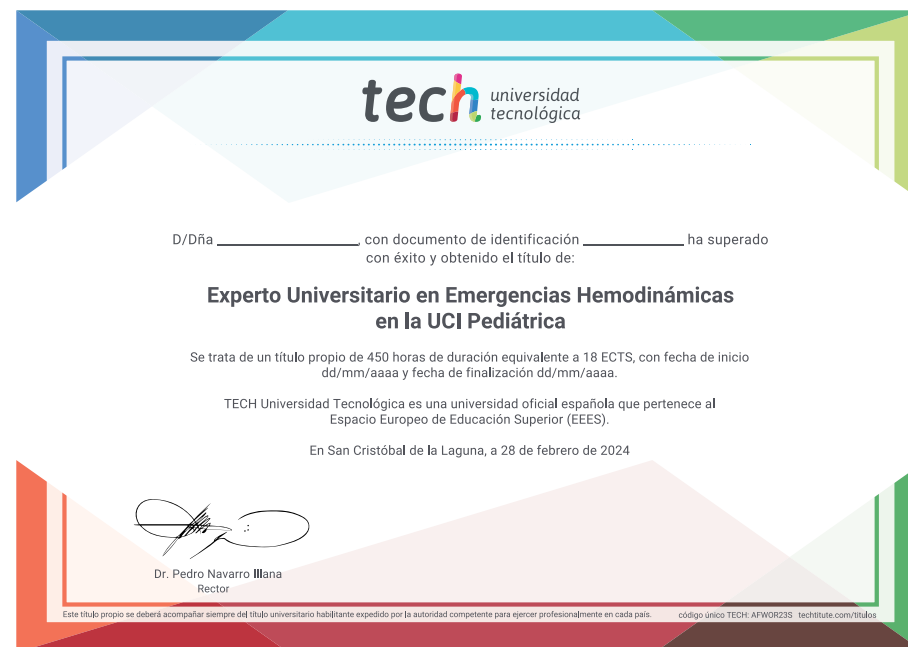 tech universidad
tecnológica
D/Dña ____________________, con documento de identificación ______________ ha superado
con éxito y obtenido el título de:
Experto Universitario en Emergencias Hemodinámicas
en la UCI Pediátrica
Se trata de un título propio de 450 horas de duración equivalente a 18 ECTS, con fecha de inicio
dd/mm/aaaa y fecha de finalización dd/mm/aaaa.
TECH Universidad Tecnológica es una universidad oficial española que pertenece al
Espacio Europeo de Educación Superior (EEES).
En San Cristóbal de la Laguna, a 28 de febrero de 2024
Dr. Pedro Navarro Illana
Rector
Este título propio se deberá acompañar siempre del título universitario habilitante expedido por la autoridad competente para ejercer profesionalmente en cada país. código único TECH: AFWOR23S techtitute.com/titulos